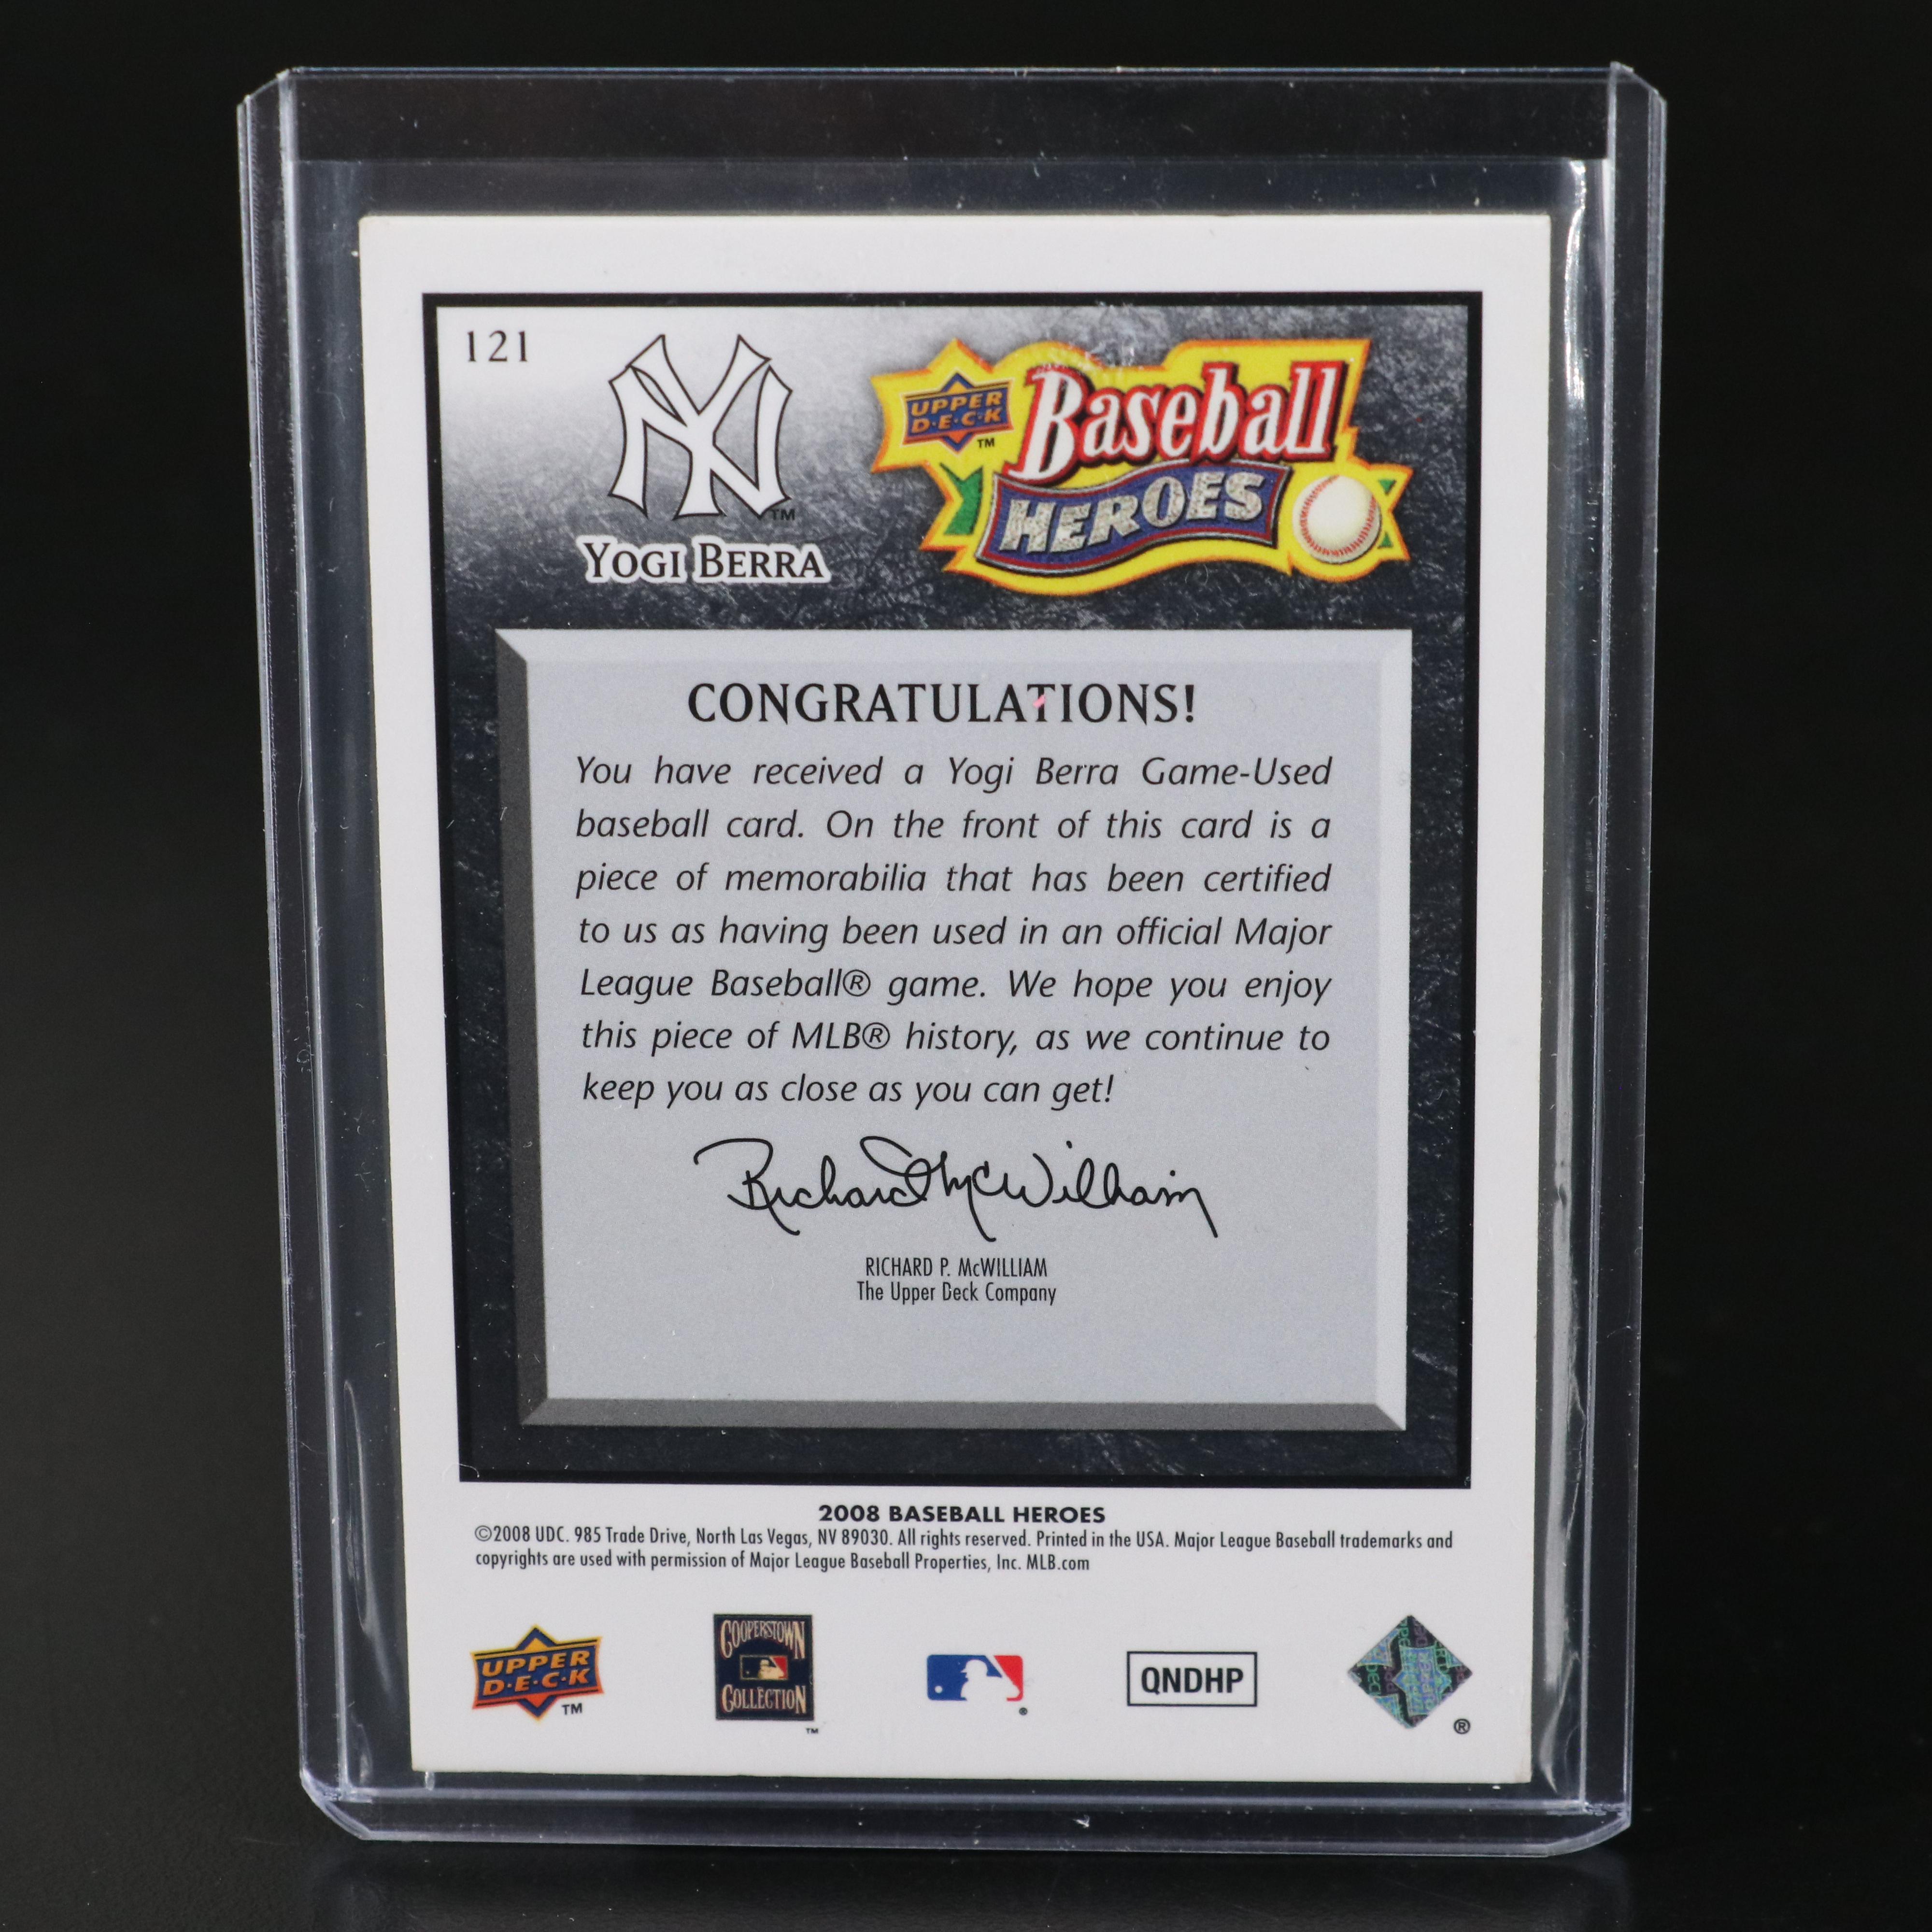 121
NY
TM
UPPER
D·E·C·K
TM
Baseball
HEROES
YOGI BERRA
CONGRATULATIONS!
You have received a Yogi Berra Game-Used
baseball card. On the front of this card is a
piece of memorabilia that has been certified
to us as having been used in an official Major
League Baseball® game. We hope you enjoy
this piece of MLB® history, as we continue to
keep you as close as you can get!
Richard McWilliam
RICHARD P. McWILLIAM
The Upper Deck Company
2008 BASEBALL HEROES
©2008 UDC. 985 Trade Drive, North Las Vegas, NV 89030. All rights reserved. Printed in the USA. Major League Baseball trademarks and
copyrights are used with permission of Major League Baseball Properties, Inc. MLB.com
UPPER
D·E·C·K
TM
COOPERSTOWN
COLLECTION
TM
®
QNDHP
®